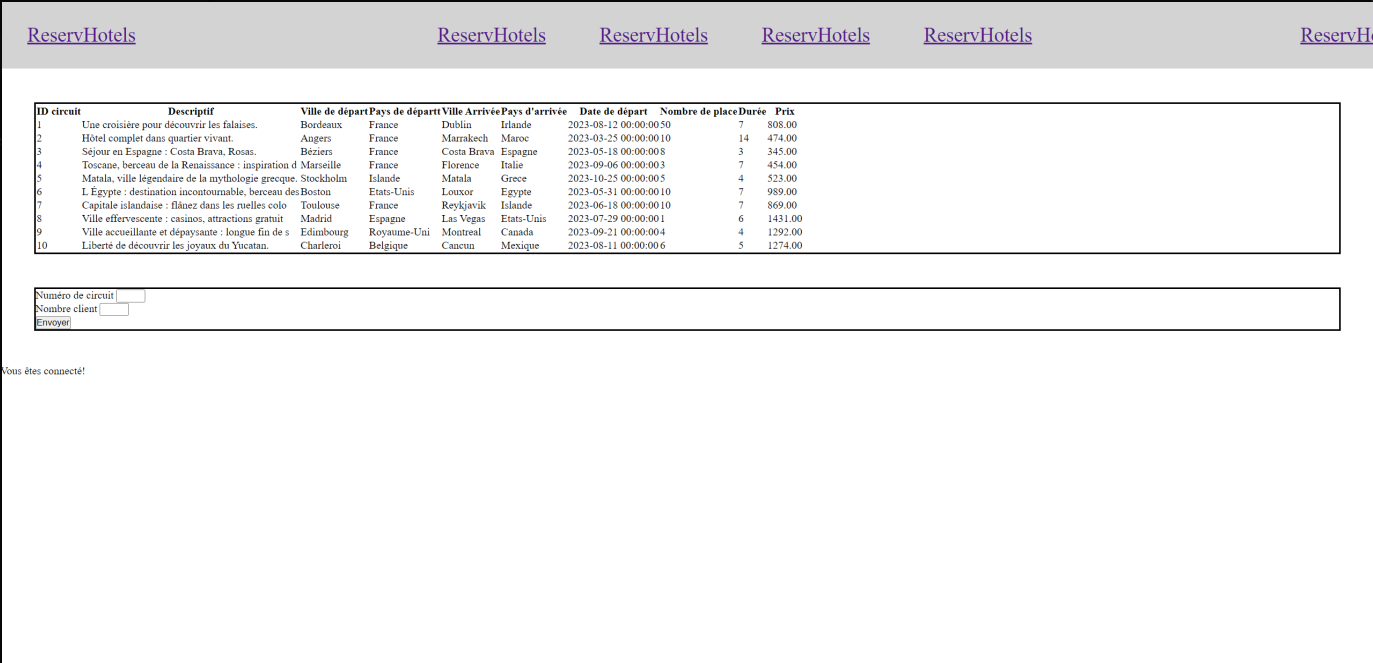 ReservHotels ReservHotels ReservHotels ReservHotels ReservHotels ReservH
ID circuit Descriptif Ville de départ Pays de départt Ville Arrivée Pays d'arrivée Date de départ Nombre de place Durée Prix
1 Une croisière pour découvrir les falaises. Bordeaux France Dublin Irlande 2023-08-12 00:00:00 50 7 808.00
2 Hôtel complet dans quartier vivant. Angers France Marrakech Maroc 2023-03-25 00:00:00 10 14 474.00
3 Séjour en Espagne : Costa Brava, Rosas. Béziers France Costa Brava Espagne 2023-05-18 00:00:00 8 3 345.00
4 Toscane, berceau de la Renaissance : inspiration d Marseille France Florence Italie 2023-09-06 00:00:00 3 7 454.00
5 Matala, ville légendaire de la mythologie grecque. Stockholm Islande Matala Grece 2023-10-25 00:00:00 5 4 523.00
6 L Égypte : destination incontournable, berceau des Boston Etats-Unis Louxor Egypte 2023-05-31 00:00:00 10 7 989.00
7 Capitale islandaise : flânez dans les ruelles colo Toulouse France Reykjavik Islande 2023-06-18 00:00:00 10 7 869.00
8 Ville effervescente : casinos, attractions gratuit Madrid Espagne Las Vegas Etats-Unis 2023-07-29 00:00:00 1 6 1431.00
9 Ville accueillante et dépaysante : longue fin de s Edimbourg Royaume-Uni Montreal Canada 2023-09-21 00:00:00 4 4 1292.00
10 Liberté de découvrir les joyaux du Yucatan. Charleroi Belgique Cancun Mexique 2023-08-11 00:00:00 6 5 1274.00
Numéro de circuit
Nombre client
Envoyer
Vous êtes connecté!